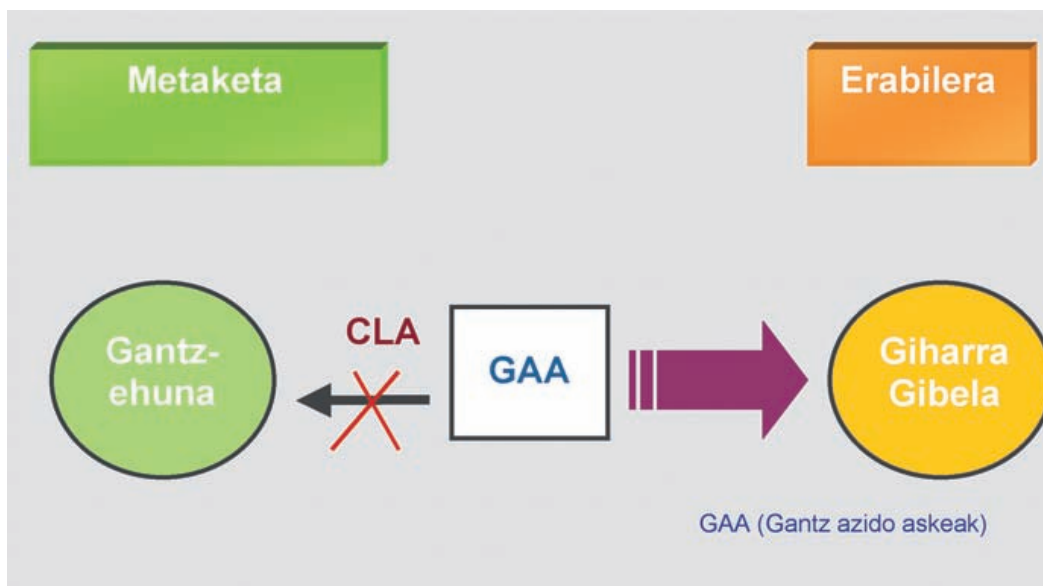 Metaketa
Erabilera
Gantz-
ehuna
CLA
GAA
Giharra
Gibela
GAA (Gantz azido askeak)